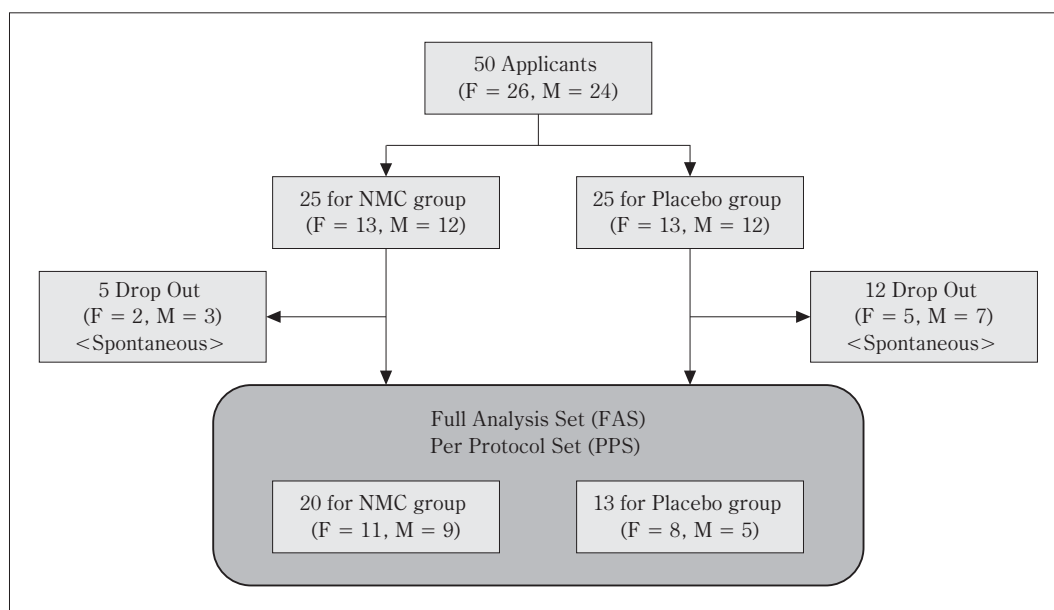 50 Applicants
(F = 26, M = 24)
25 for NMC group
(F = 13, M = 12)
25 for Placebo group
(F = 13, M = 12)
5 Drop Out
(F = 2, M = 3)
<Spontaneous>
12 Drop Out
(F = 5, M = 7)
<Spontaneous>
Full Analysis Set (FAS)
Per Protocol Set (PPS)
20 for NMC group
(F = 11, M = 9)
13 for Placebo group
(F = 8, M = 5)